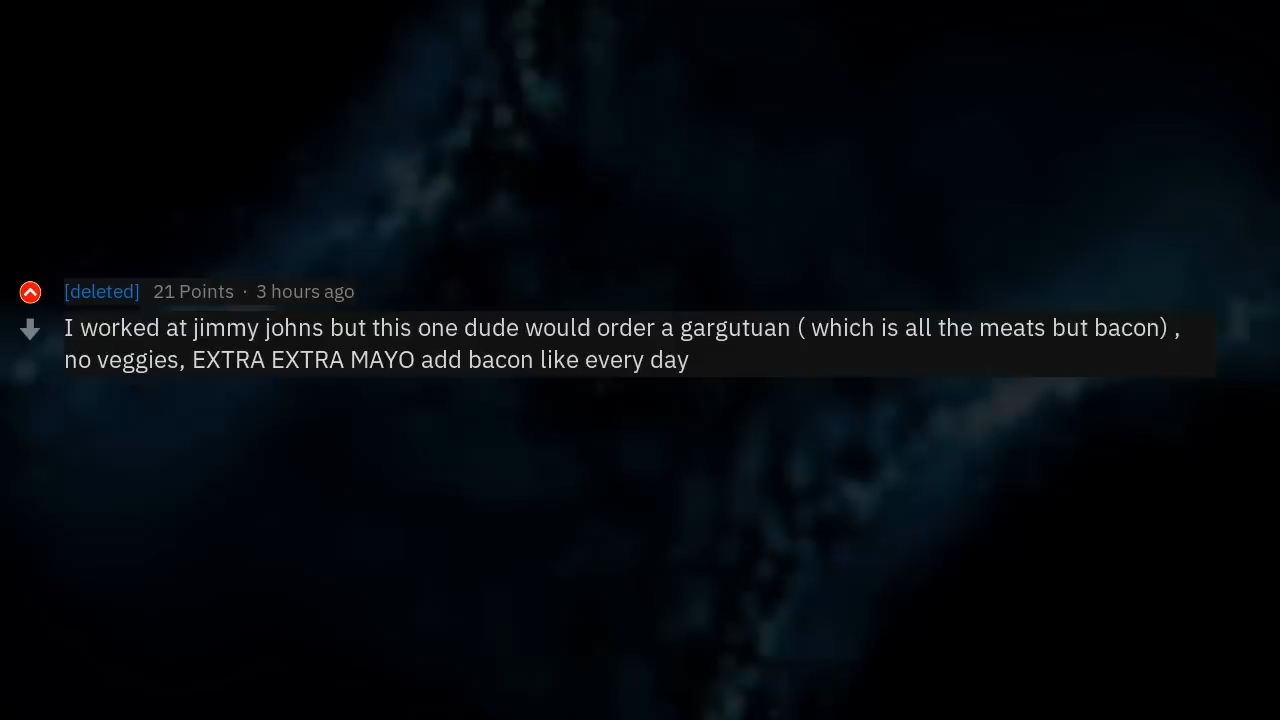 [deleted] 21 Points · 3 hours ago
I worked at jimmy johns but this one dude would order a gargutuan ( which is all the meats but bacon) ,
no veggies, EXTRA EXTRA MAYO add bacon like every day